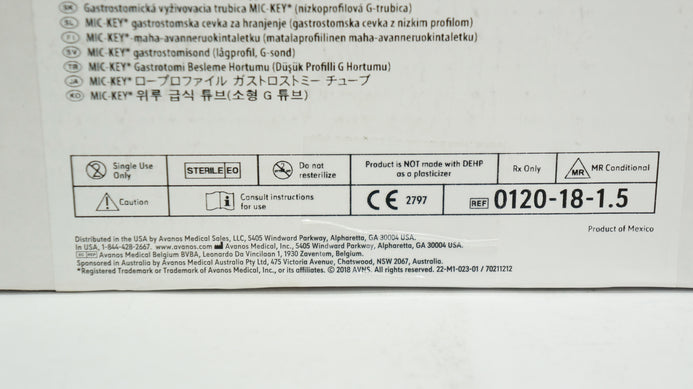 SK Gastrostomická vyživovacia trubica MIC-KEY* (nízkoprofilová G-trubica)
SL MIC-KEY* gastrostomska cevka za hranjenje (gastrostomska cevka z nizkim profilom)
FI MIC-KEY* -maha-avanneruokintaletku (matalaprofiilinen maha-avanneruokintaletku)
SV MIC-KEY* gastrostomisond (lågprofil, G-sond)
TR MIC-KEY* Gastrotomi Besleme Hortumu (Düşük Profilli G Hortumu)
JA MIC-KEY* ロープロファイル ガストロストミー チューブ
KO MIC-KEY* 위루 급식 튜브(소형 G 튜브)
2 Single Use Only
STERILE EO
2 Do not resterilize
Product is NOT made with DEHP as a plasticizer
Rx Only
MR MR Conditional
Caution
i Consult instructions for use
CE 2797
REF 0120-18-1.5
Product of Mexico
Distributed in the USA by Avanos Medical Sales, LLC, 5405 Windward Parkway, Alpharetta, GA 30004 USA.
In USA, 1-844-428-2667. www.avanos.com Avanos Medical, Inc., 5405 Windward Parkway, Alpharetta, GA 30004 USA.
EC REP Avanos Medical Belgium BVBA, Leonardo Da Vincilaan 1, 1930 Zaventem, Belgium.
Sponsored in Australia by Avanos Medical Australia Pty Ltd, 475 Victoria Avenue, Chatswood, NSW 2067, Australia.
*Registered Trademark or Trademark of Avanos Medical, Inc., or its affiliates. © 2018 AVNS. All rights reserved. 22-M1-023-01 / 70211212